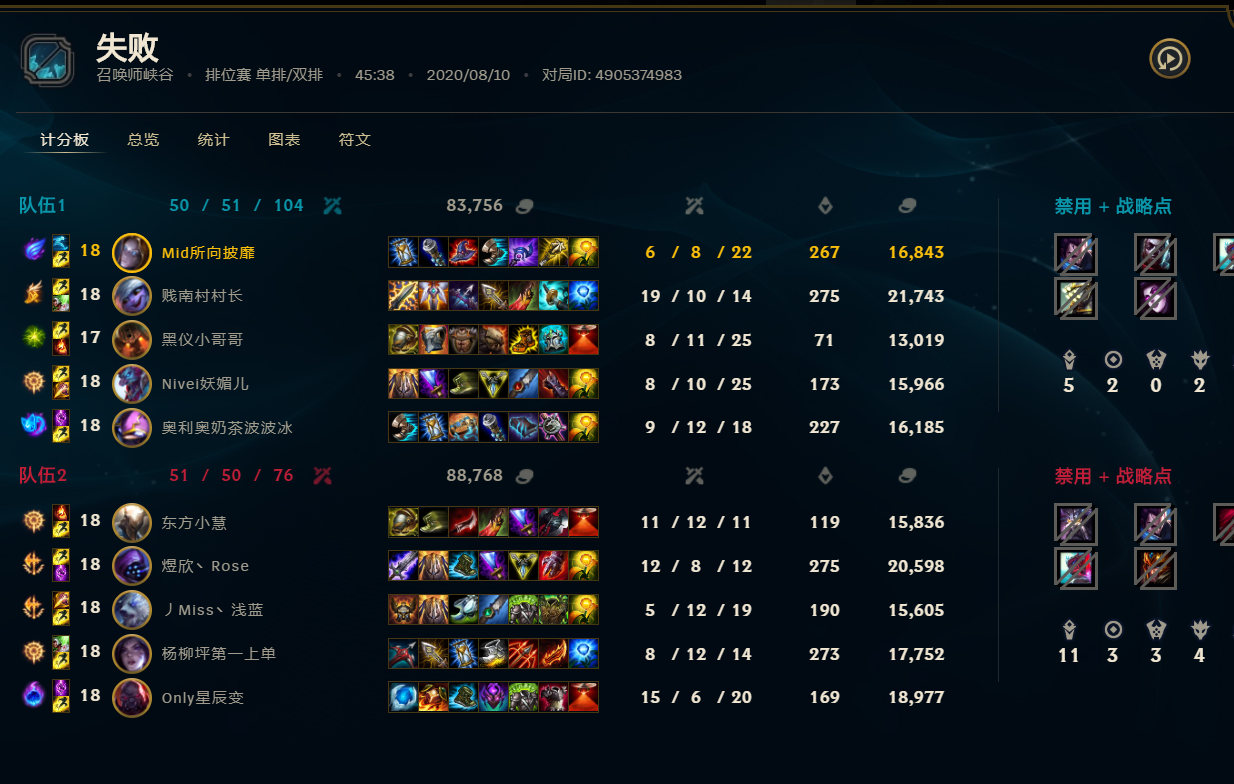 失败
召唤师峡谷 • 排位赛 单排/双排 • 45:38 • 2020/08/10 • 对局ID: 4905374983
计分板 总览 统计 图表 符文
队伍1 50 / 51 / 104 83,756 禁用 + 战略点
18 Mid所向披靡 6 / 8 / 22 267 16,843
18 贱南村村长 19 / 10 / 14 275 21,743
17 黑仪小哥哥 8 / 11 / 25 71 13,019
18 Nivei妖媚儿 8 / 10 / 25 173 15,966
18 奥利奥奶茶波波冰 9 / 12 / 18 227 16,185
5 2 0 2
队伍2 51 / 50 / 76 88,768 禁用 + 战略点
18 东方小慧 11 / 12 / 11 119 15,836
18 煜欣丶Rose 12 / 8 / 12 275 20,598
18 丿Miss丶浅蓝 5 / 12 / 19 190 15,605
18 杨柳坪第一上单 8 / 12 / 14 273 17,752
18 Only星辰变 15 / 6 / 20 169 18,977
11 3 3 4